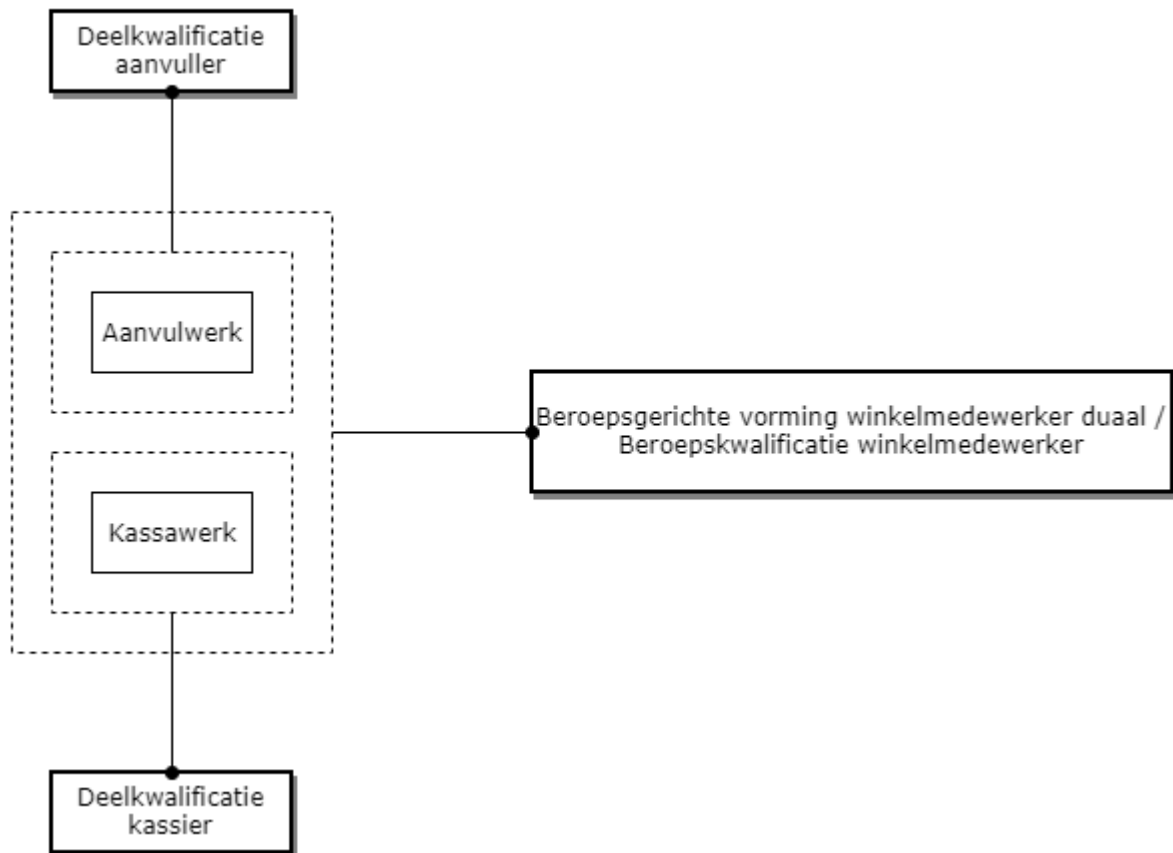 Deelkwalificatie
aanvuller
Aanvulwerk
Beroepsgerichte vorming winkelmedewerker duaal /
Beroepskwalificatie winkelmedewerker
Kassawerk
Deelkwalificatie
kassier